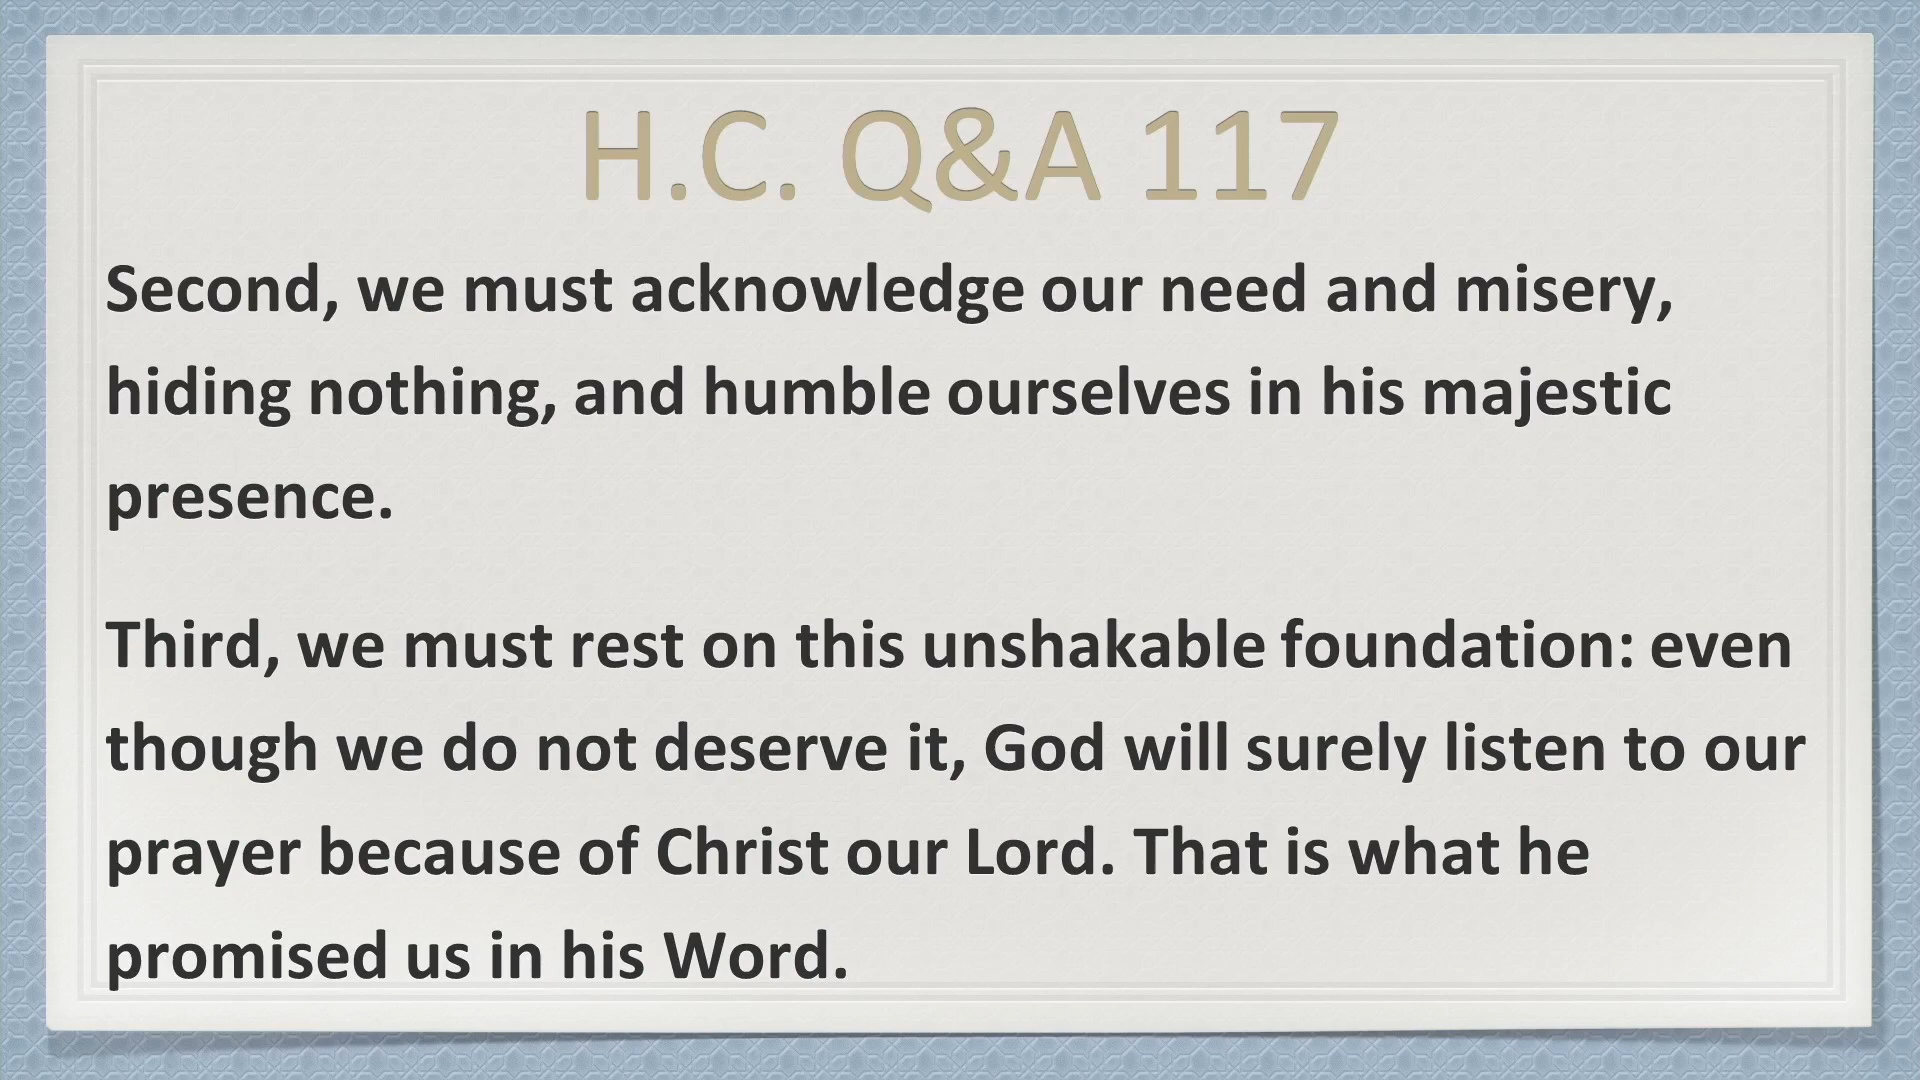 H.C. Q&A 117
Second, we must acknowledge our need and misery,
hiding nothing, and humble ourselves in his majestic
presence.
Third, we must rest on this unshakable foundation: even
though we do not deserve it, God will surely listen to our
prayer because of Christ our Lord. That is what he
promised us in his Word.